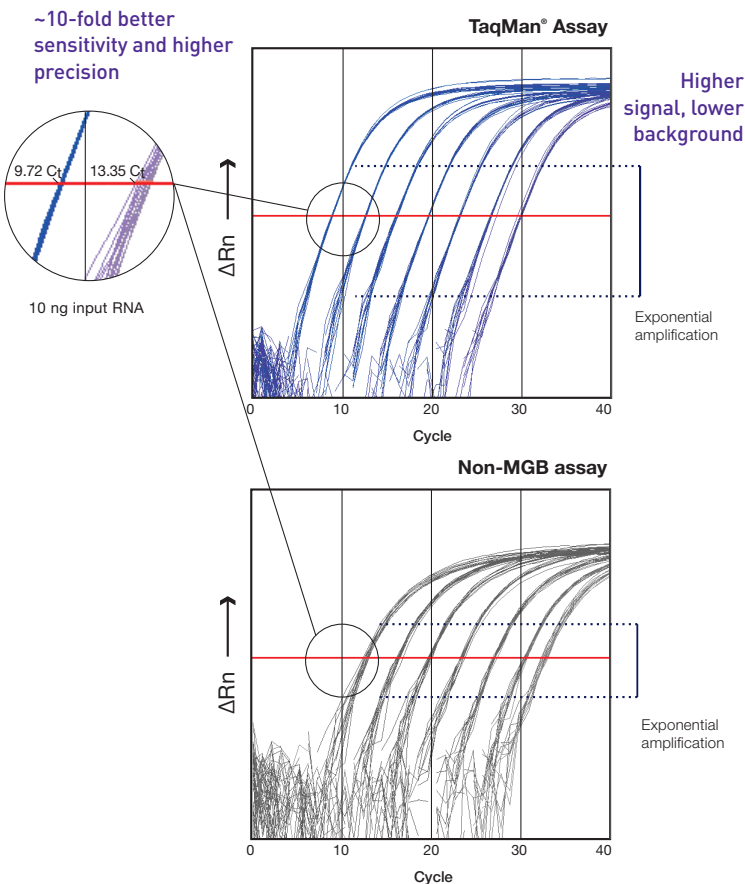 ~10-fold better
sensitivity and higher
precision
TaqMan® Assay
Higher
signal, lower
background
9.72 Ct
13.35 Ct
10 ng input RNA
ΔRn
Exponential
amplification
0 10 20 30 40
Cycle
Non-MGB assay
ΔRn
Exponential
amplification
0 10 20 30 40
Cycle